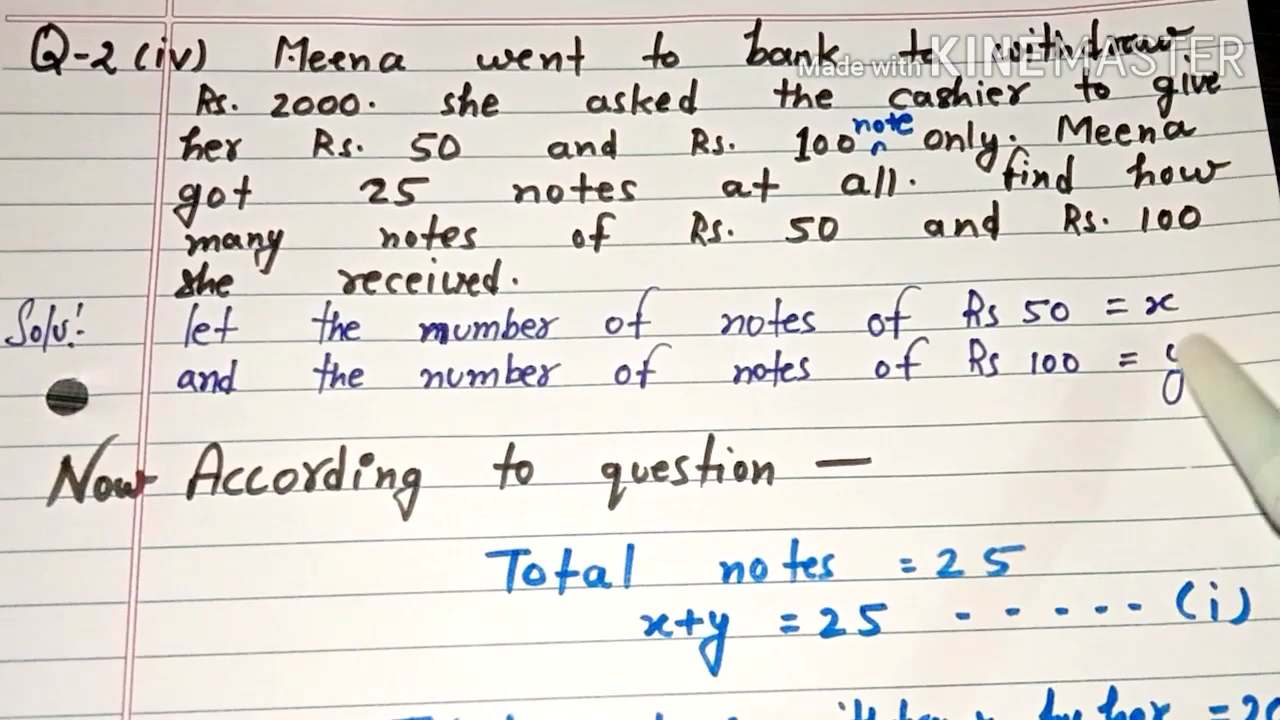 Q-2 (iv) Meena went to bank to withdraw
Made with KINEMASTER
Rs. 2000. she asked the cashier to give
her Rs. 50 and Rs. 100 note only. Meena
got 25 notes at all. find how
many notes of Rs. 50 and Rs. 100
she received.
Solu: let the number of notes of Rs 50 = x
and the number of notes of Rs 100 = y
Now According to question —
Total notes = 25
x+y = 25 - - - - - (i)